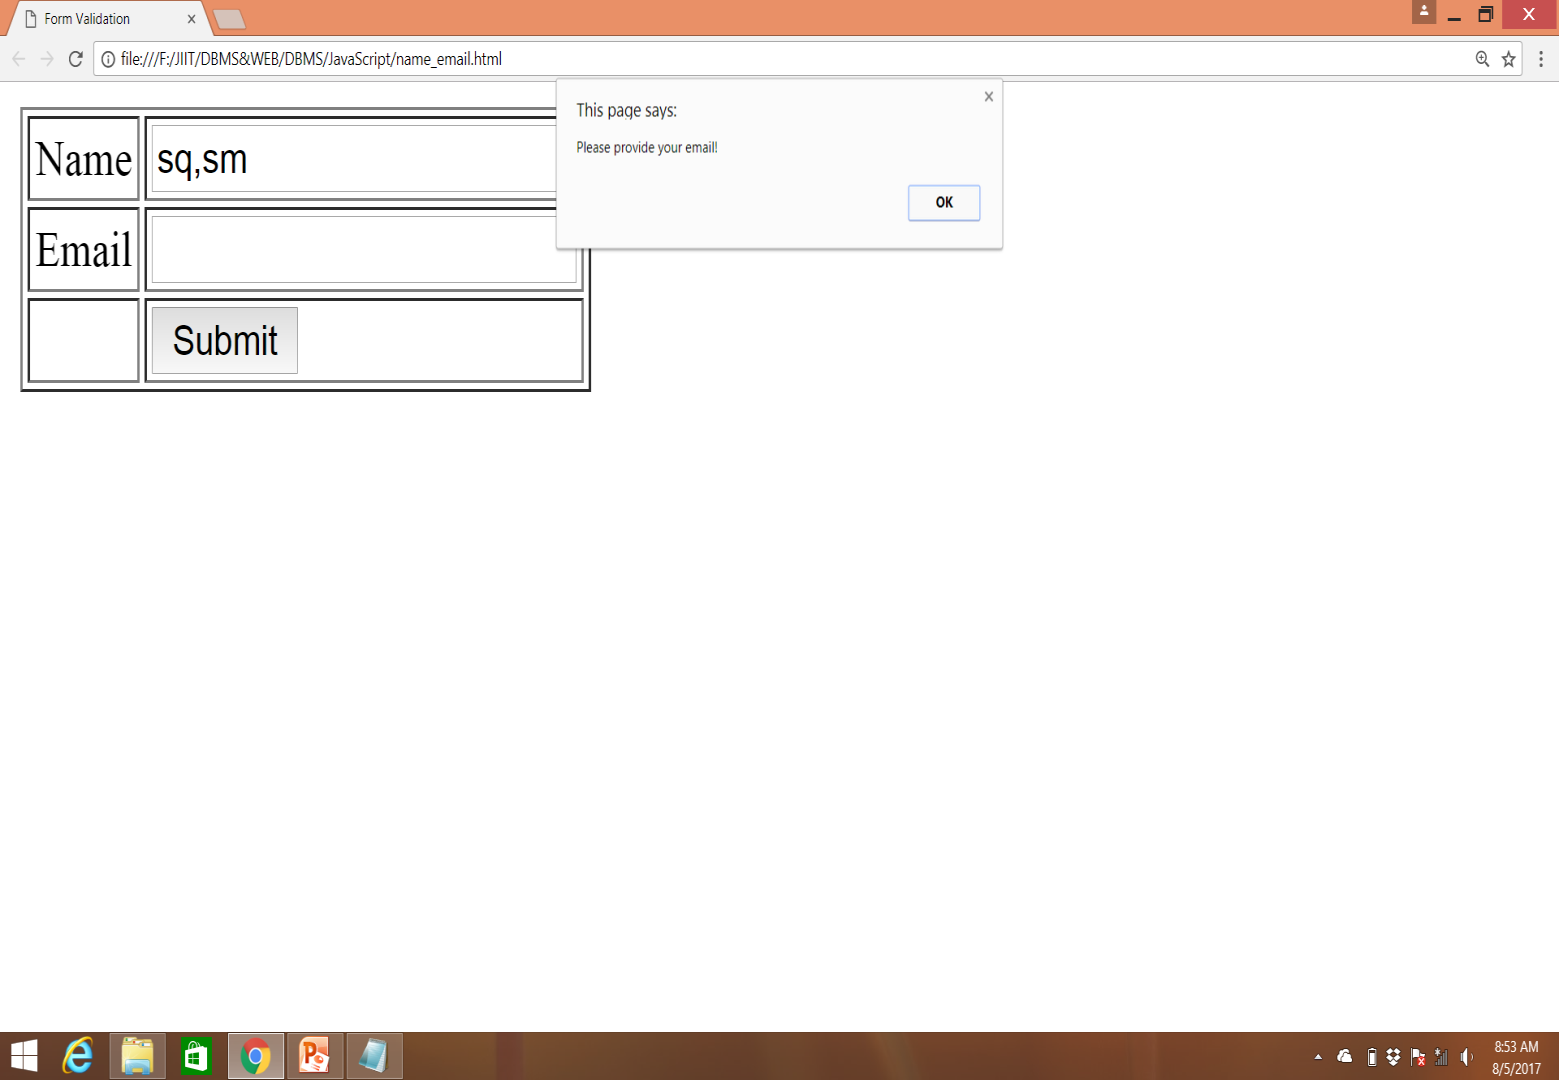 Form Validation
file:///F:/JIIT/DBMS&WEB/DBMS/JavaScript/name_email.html
This page says:
Please provide your email!
OK
Name sq,sm
Email
Submit
8:53 AM
8/5/2017